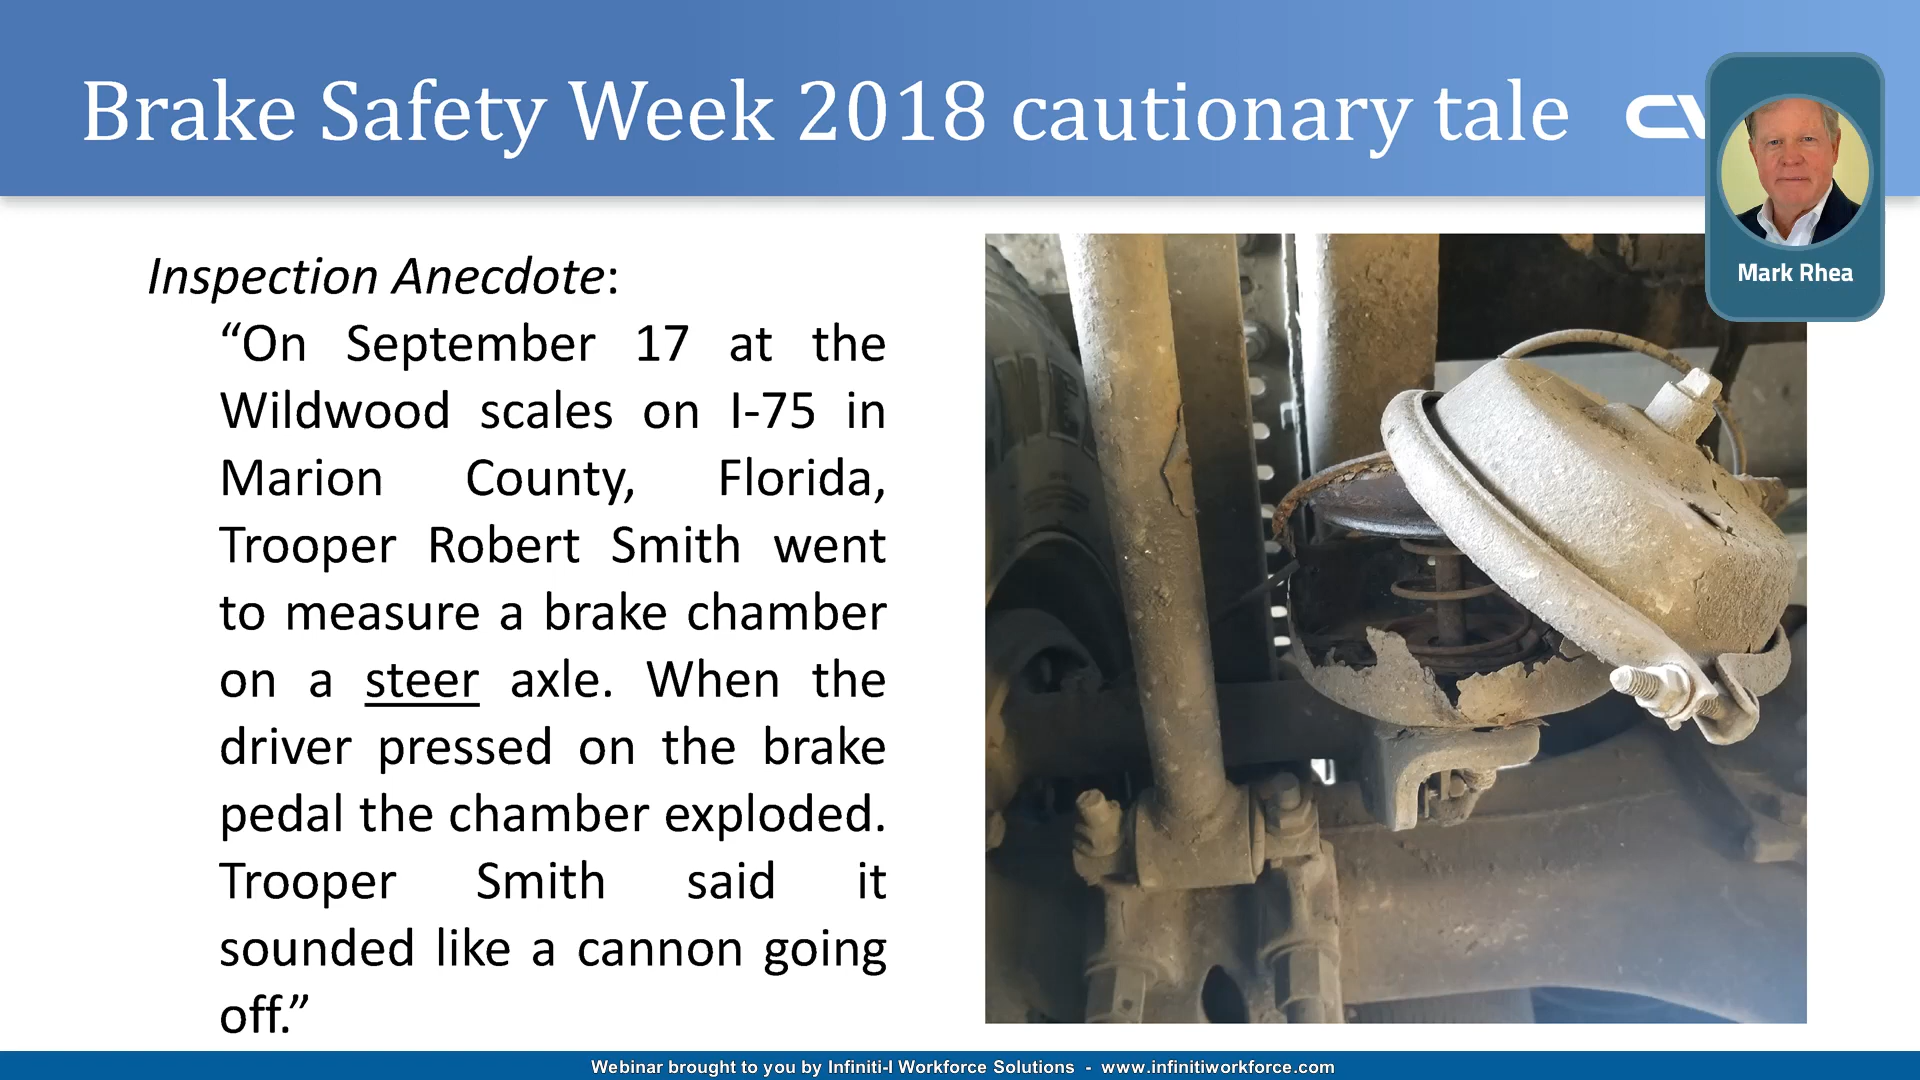 Brake Safety Week 2018 cautionary tale
Mark Rhea
Inspection Anecdote:
“On September 17 at the
Wildwood scales on I-75 in
Marion County, Florida,
Trooper Robert Smith went
to measure a brake chamber
on a steer axle. When the
driver pressed on the brake
pedal the chamber exploded.
Trooper Smith said it
sounded like a cannon going
off.”
Webinar brought to you by Infiniti-I Workforce Solutions - www.infinitiworkforce.com